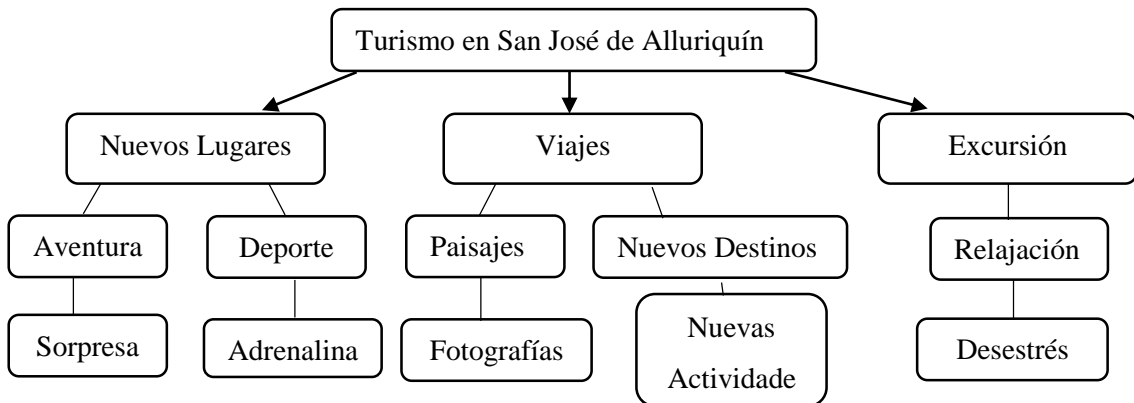 Turismo en San José de Alluriquín
Nuevos Lugares
Viajes
Excursión
Aventura
Deporte
Paisajes
Nuevos Destinos
Relajación
Sorpresa
Adrenalina
Fotografías
Nuevas
Actividade
Desestrés